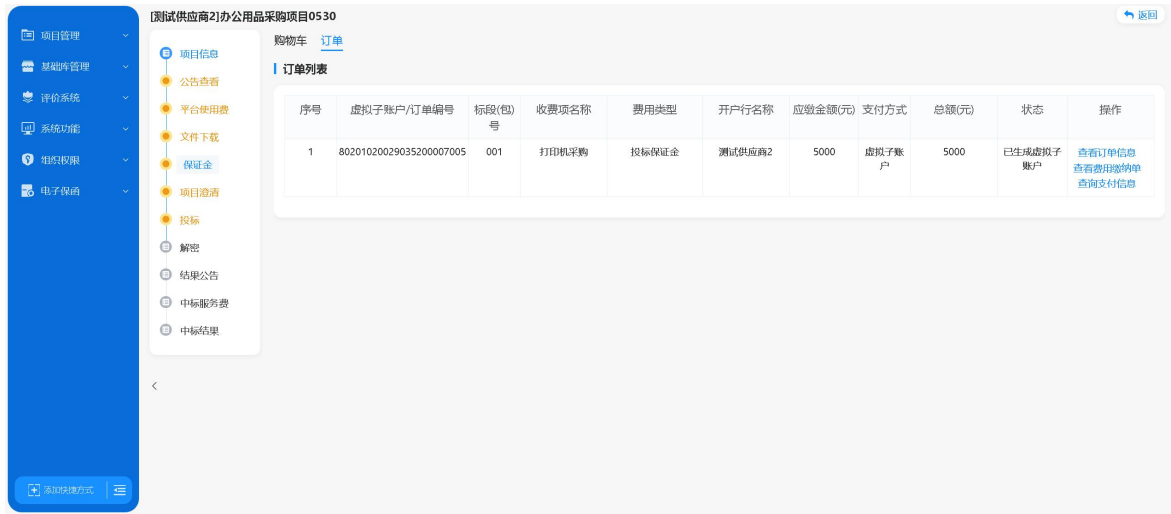 [测试供应商2]办公用品采购项目0530
返回
项目管理
基础库管理
评价系统
系统功能
组织权限
电子保函
添加快捷方式
项目信息
公告查看
平台使用费
文件下载
保证金
项目澄清
投标
解密
结果公告
中标服务费
中标结果
购物车 订单
订单列表
序号 虚拟子账户/订单编号 标段(包)号 收费项名称 费用类型 开户行名称 应缴金额(元) 支付方式 总额(元) 状态 操作
1 80201020029035200007005 001 打印机采购 投标保证金 测试供应商2 5000 虚拟子账户 5000 已生成虚拟子账户 查看订单信息
查看费用缴纳单
查询支付信息